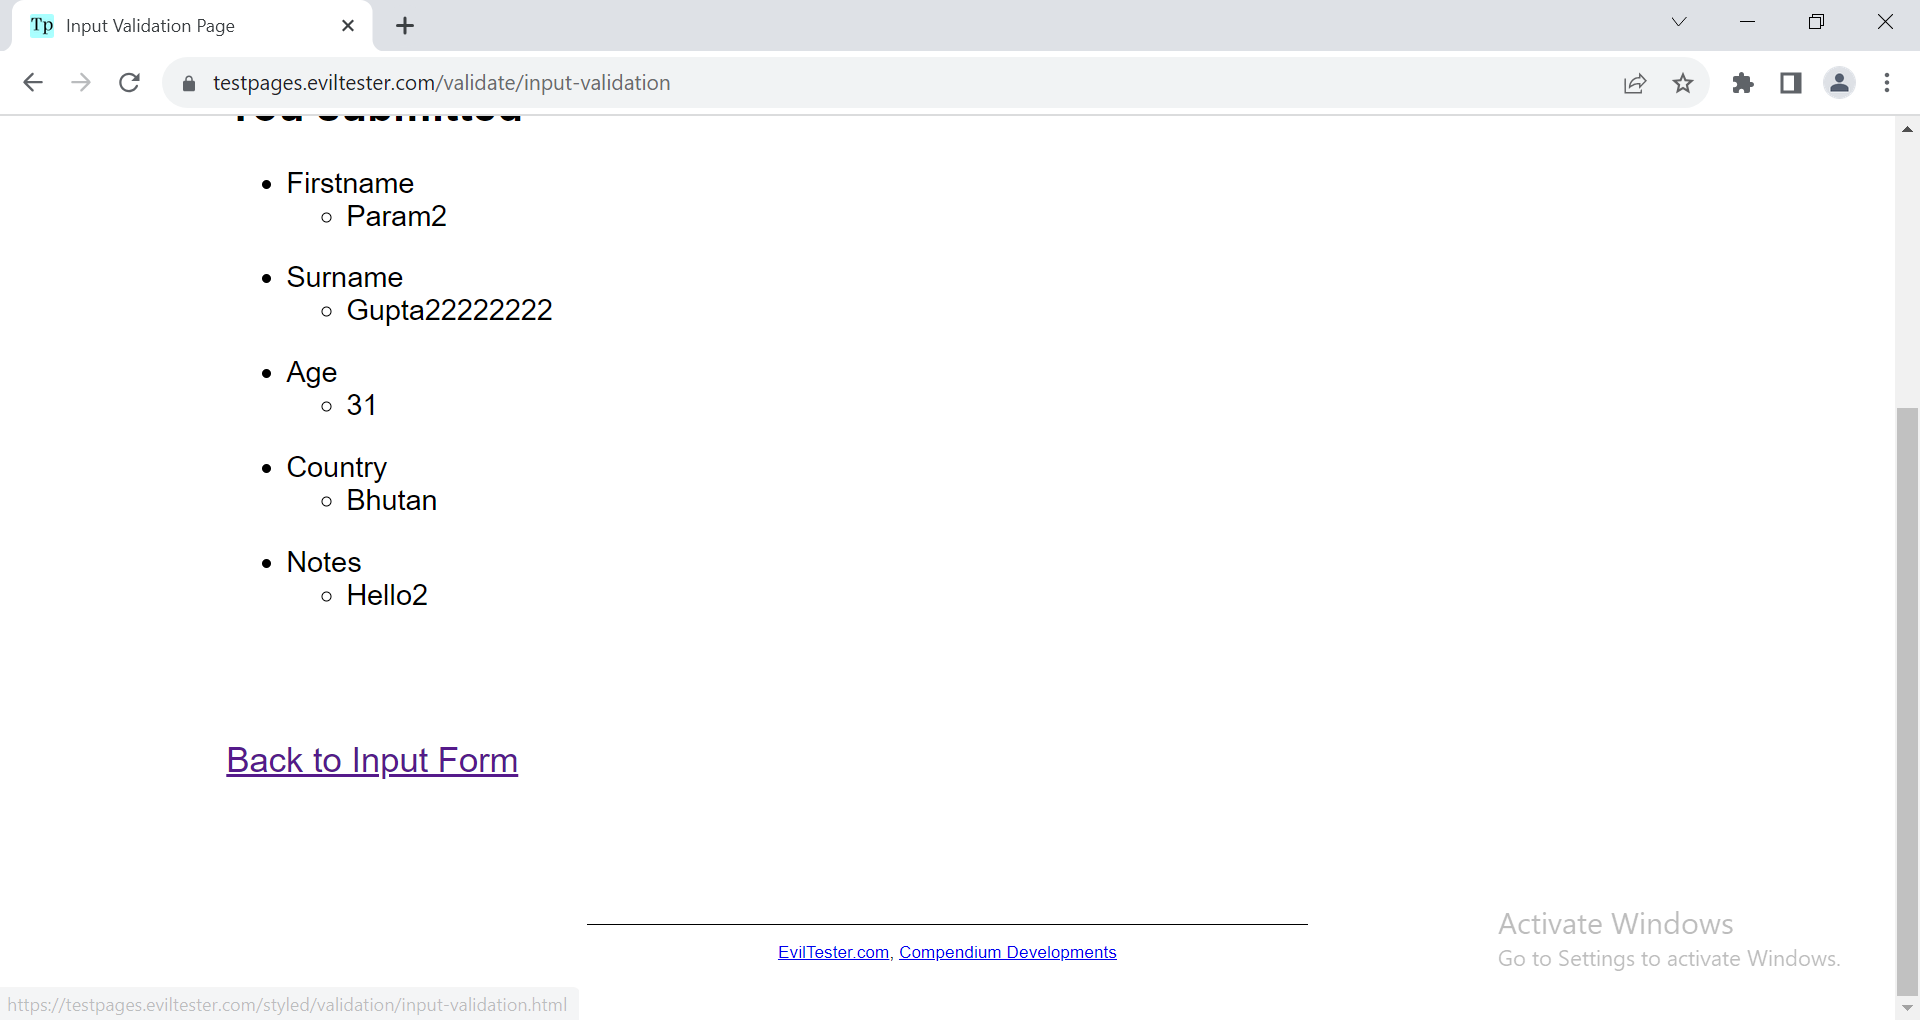 Tp Input Validation Page
testpages.eviltester.com/validate/input-validation
You submitted
Firstname
Param2
Surname
Gupta22222222
Age
31
Country
Bhutan
Notes
Hello2
Back to Input Form
EvilTester.com, Compendium Developments
Activate Windows
Go to Settings to activate Windows.
https://testpages.eviltester.com/styled/validation/input-validation.html